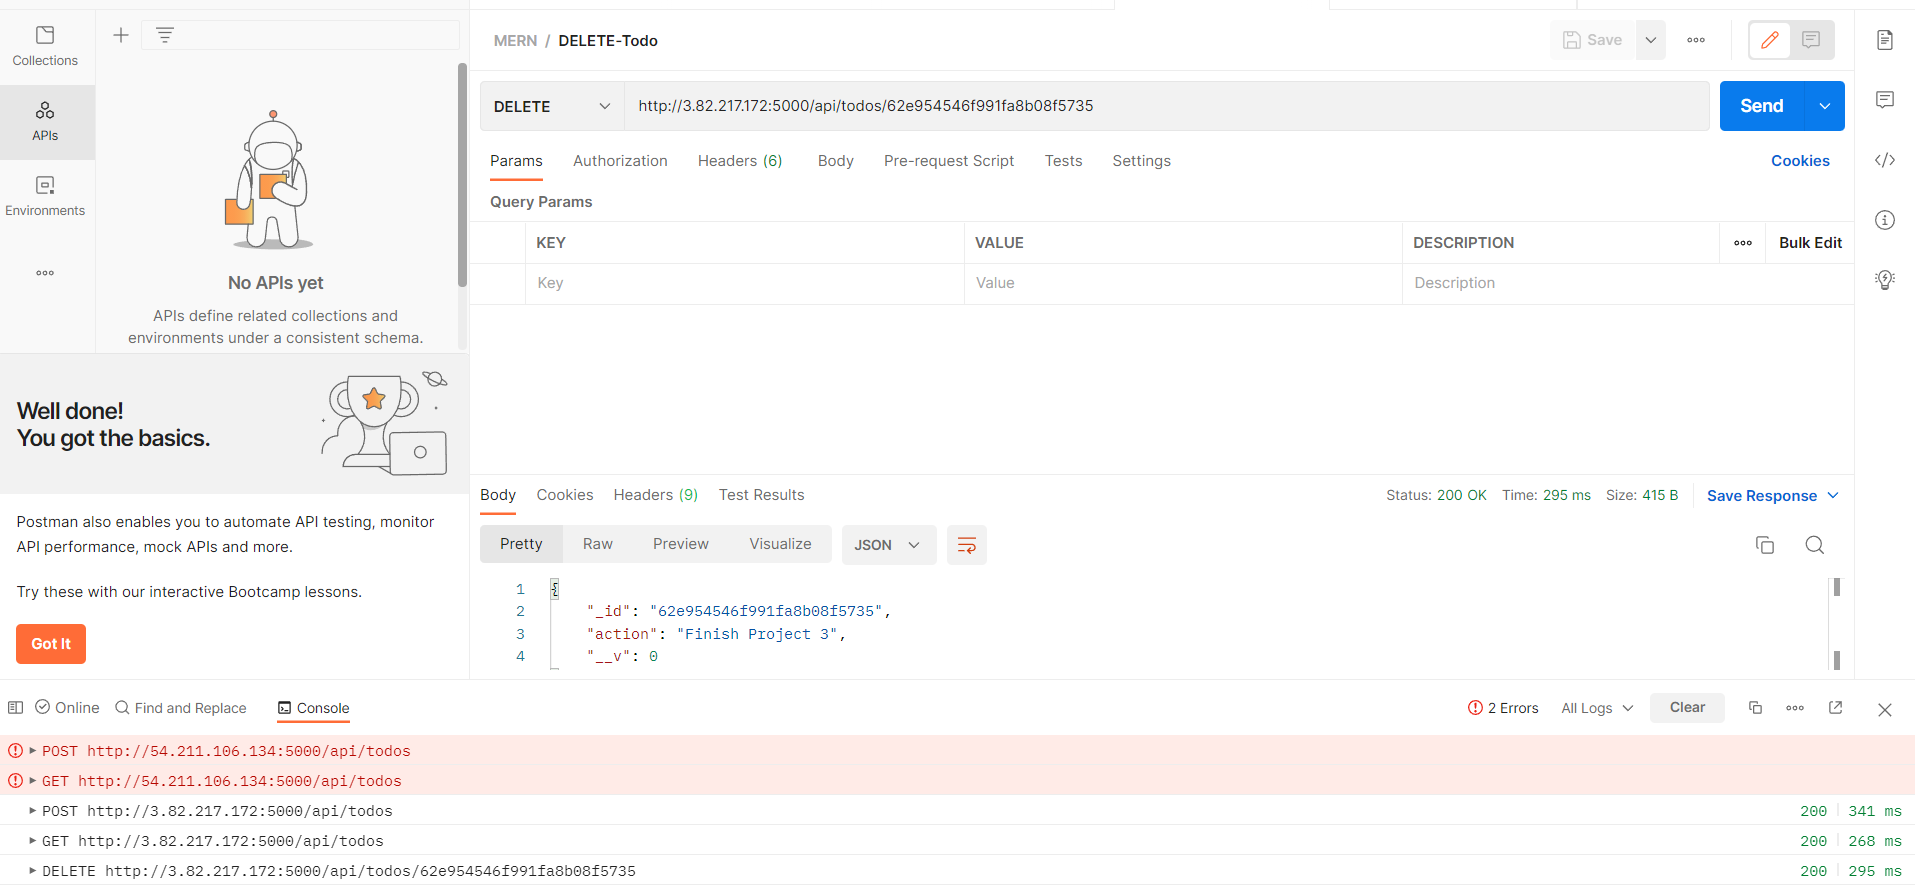 Collections
APIs
Environments
No APIs yet
APIs define related collections and
environments under a consistent schema.
Well done!
You got the basics.
Postman also enables you to automate API testing, monitor
API performance, mock APIs and more.
Try these with our interactive Bootcamp lessons.
Got It
MERN / DELETE-Todo
Save
DELETE http://3.82.217.172:5000/api/todos/62e954546f991fa8b08f5735 Send
Params Authorization Headers (6) Body Pre-request Script Tests Settings Cookies
Query Params
KEY VALUE DESCRIPTION Bulk Edit
Key Value Description
Body Cookies Headers (9) Test Results Status: 200 OK Time: 295 ms Size: 415 B Save Response
Pretty Raw Preview Visualize JSON
1 {
2 "_id": "62e954546f991fa8b08f5735",
3 "action": "Finish Project 3",
4 "__v": 0
Online Find and Replace Console 2 Errors All Logs Clear
POST http://54.211.106.134:5000/api/todos
GET http://54.211.106.134:5000/api/todos
POST http://3.82.217.172:5000/api/todos 200 341 ms
GET http://3.82.217.172:5000/api/todos 200 268 ms
DELETE http://3.82.217.172:5000/api/todos/62e954546f991fa8b08f5735 200 295 ms